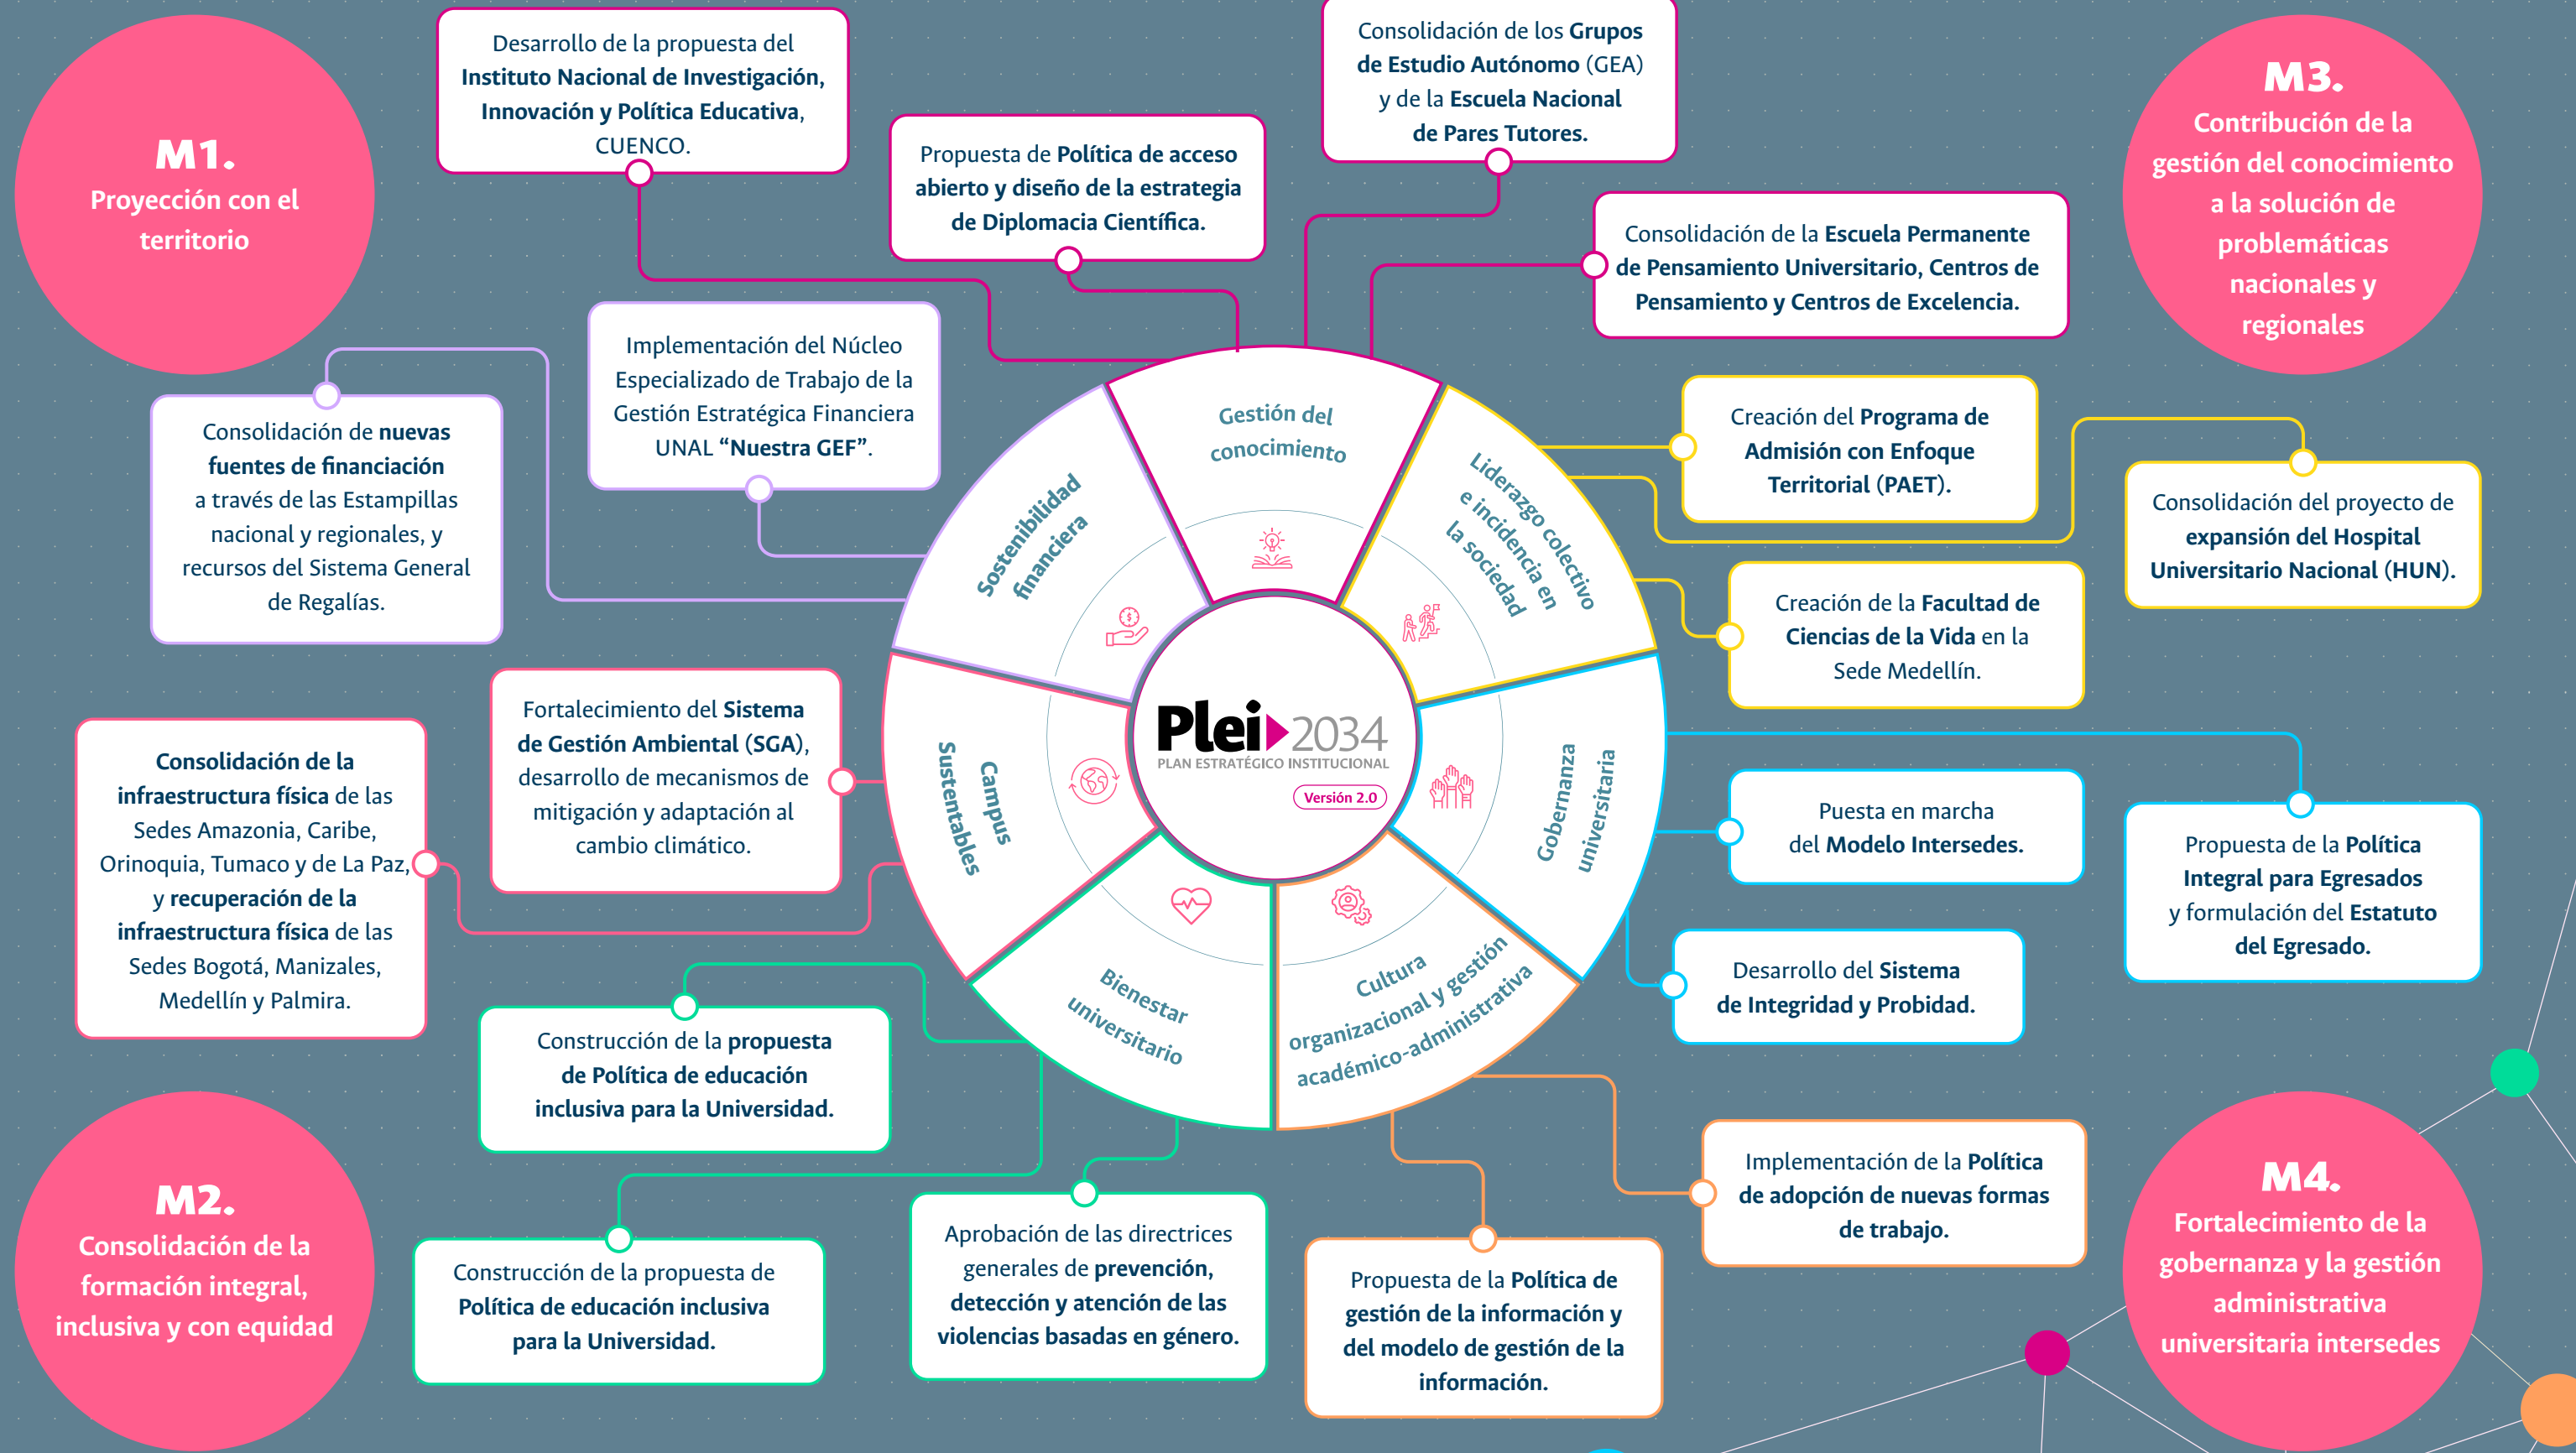 M1.
Proyección con el
territorio
Desarrollo de la propuesta del
Instituto Nacional de Investigación,
Innovación y Política Educativa,
CUENCO.
Propuesta de Política de acceso
abierto y diseño de la estrategia
de Diplomacia Científica.
Consolidación de los Grupos
de Estudio Autónomo (GEA)
y de la Escuela Nacional
de Pares Tutores.
Consolidación de la Escuela Permanente
de Pensamiento Universitario, Centros de
Pensamiento y Centros de Excelencia.
M3.
Contribución de la
gestión del conocimiento
a la solución de
problemáticas
nacionales y
regionales
Consolidación de nuevas
fuentes de financiación
a través de las Estampillas
nacional y regionales, y
recursos del Sistema General
de Regalías.
Implementación del Núcleo
Especializado de Trabajo de la
Gestión Estratégica Financiera
UNAL “Nuestra GEF”.
Creación del Programa de
Admisión con Enfoque
Territorial (PAET).
Consolidación del proyecto de
expansión del Hospital
Universitario Nacional (HUN).
Creación de la Facultad de
Ciencias de la Vida en la
Sede Medellín.
Gestión del
conocimiento
Liderazgo colectivo
e incidencia en
la sociedad
Sostenibilidad
financiera
Plei 2034
PLAN ESTRATÉGICO INSTITUCIONAL
Versión 2.0
Campus
Sustentables
Gobernanza
universitaria
Bienestar
universitario
Cultura
organizacional y gestión
académico-administrativa
Consolidación de la
infraestructura física de las
Sedes Amazonia, Caribe,
Orinoquia, Tumaco y de La Paz,
y recuperación de la
infraestructura física de las
Sedes Bogotá, Manizales,
Medellín y Palmira.
Fortalecimiento del Sistema
de Gestión Ambiental (SGA),
desarrollo de mecanismos de
mitigación y adaptación al
cambio climático.
Puesta en marcha
del Modelo Intersedes.
Propuesta de la Política
Integral para Egresados
y formulación del Estatuto
del Egresado.
Desarrollo del Sistema
de Integridad y Probidad.
Construcción de la propuesta
de Política de educación
inclusiva para la Universidad.
M2.
Consolidación de la
formación integral,
inclusiva y con equidad
Construcción de la propuesta de
Política de educación inclusiva
para la Universidad.
Aprobación de las directrices
generales de prevención,
detección y atención de las
violencias basadas en género.
Propuesta de la Política de
gestión de la información y
del modelo de gestión de la
información.
Implementación de la Política
de adopción de nuevas formas
de trabajo.
M4.
Fortalecimiento de la
gobernanza y la gestión
administrativa
universitaria intersedes